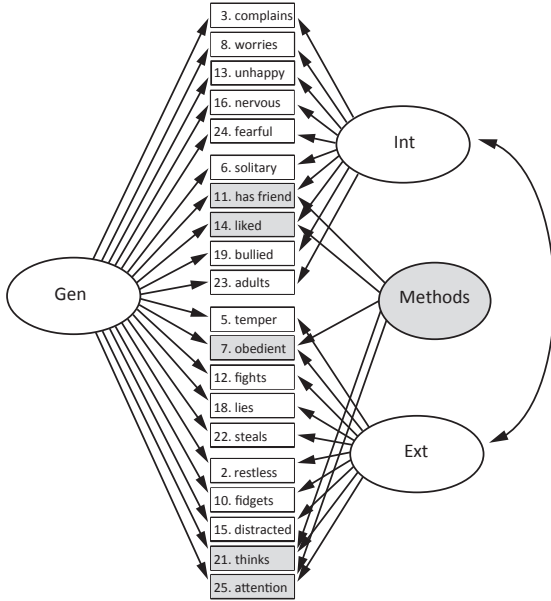 3. complains
8. worries
13. unhappy
16. nervous
24. fearful
6. solitary
11. has friend
14. liked
19. bullied
23. adults
5. temper
7. obedient
12. fights
18. lies
22. steals
2. restless
10. fidgets
15. distracted
21. thinks
25. attention
Gen
Int
Methods
Ext